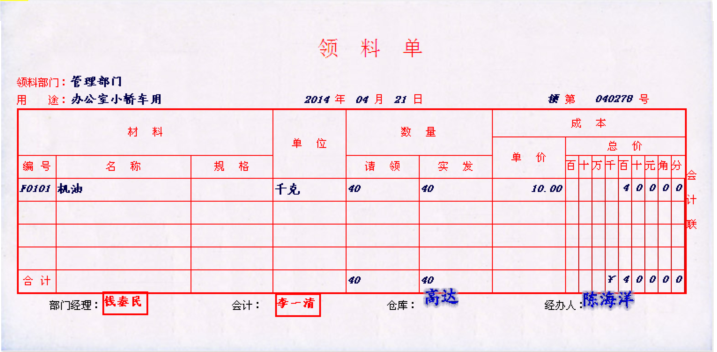 领料单
领料部门：管理部门
用 途：办公室小轿车用 2014 年 04 月 21 日 第 040278 号
材 料 单 位 数 量 成 本
编 号 名 称 规 格 请 领 实 发 单 价 总 价
百 十 万 千 百 十 元 角 分
F0101 机油 千克 40 40 10.00 4 0 0 0 0
合 计 40 40 ¥ 4 0 0 0 0
会计联
部门经理：钱泰民 会计：李一清 仓库：高达 经办人：陈海洋